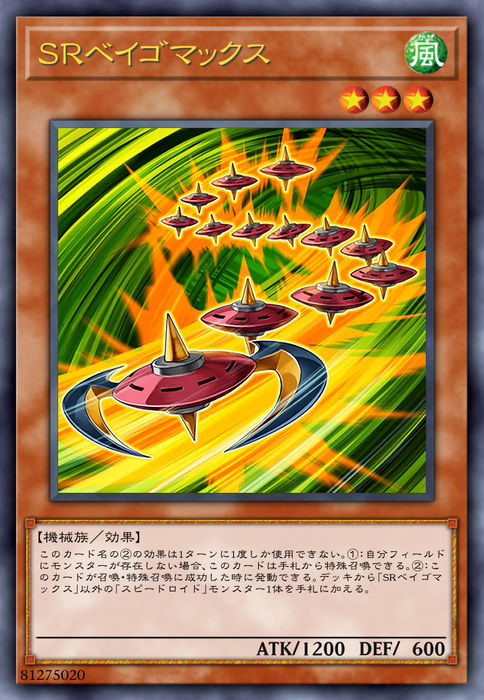 SRベイゴマックス
風
かぜ
【機械族／効果】
このカード名の②の効果は1ターンに1度しか使用できない。①：自分フィールド
にモンスターが存在しない場合、このカードは手札から特殊召喚できる。②：こ
のカードが召喚・特殊召喚に成功した時に発動できる。デッキから「SRベイゴマ
ックス」以外の「スピードロイド」モンスター1体を手札に加える。
ATK/1200 DEF/ 600
81275020